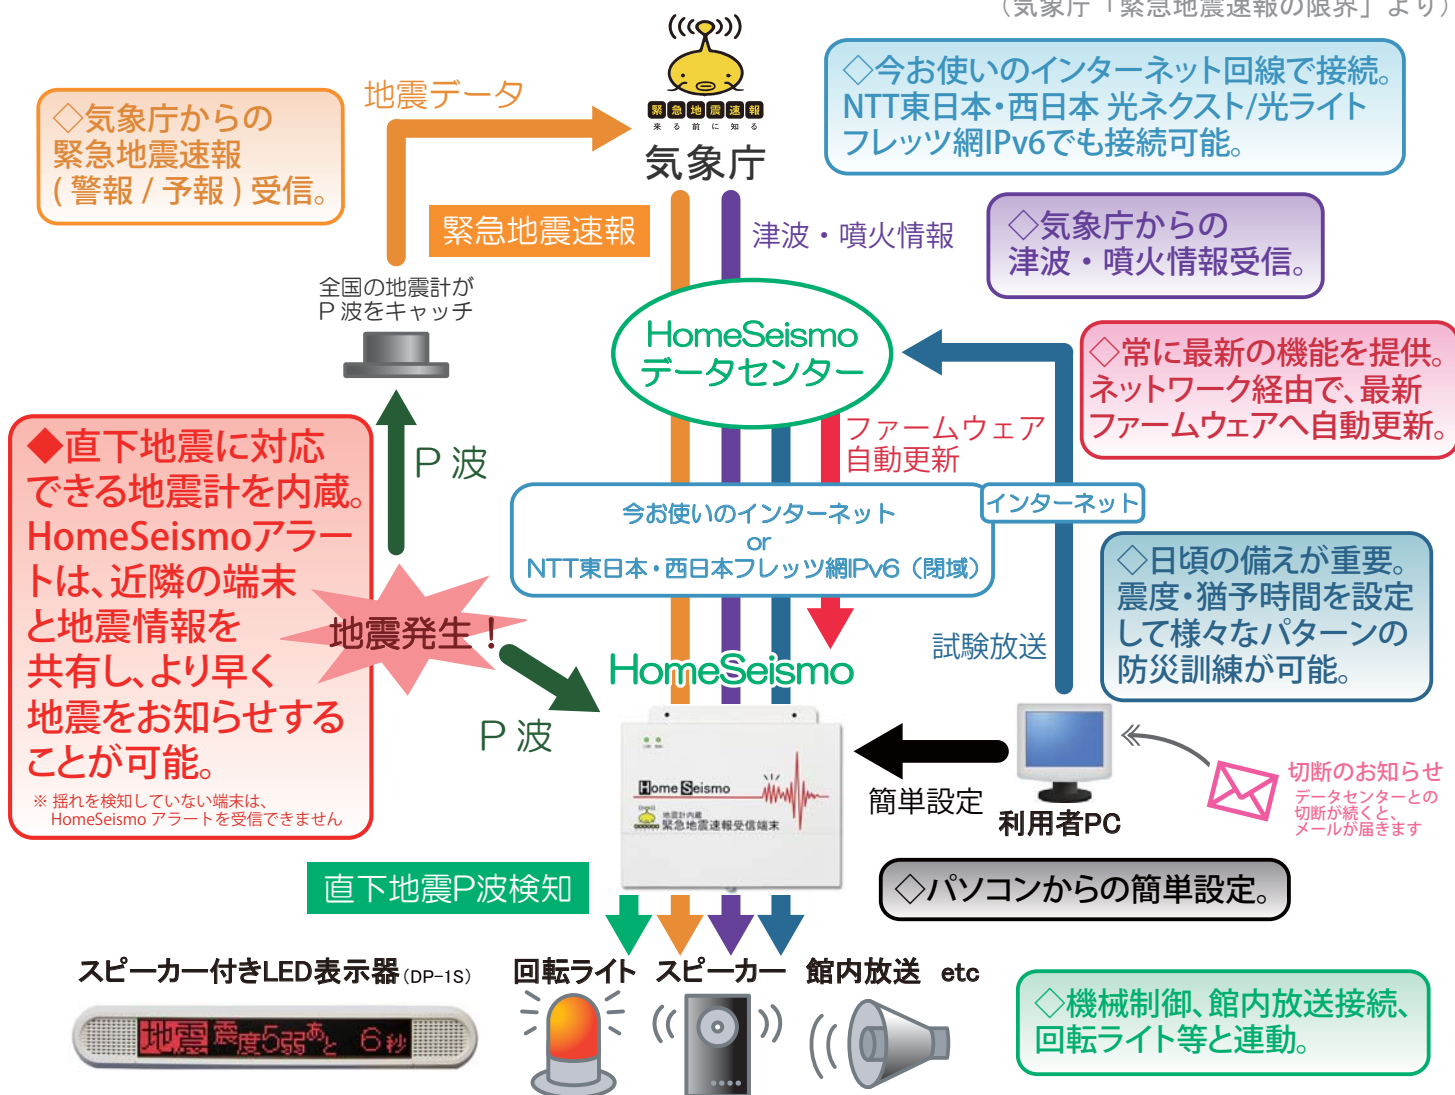 （気象庁「緊急地震速報の限界」より）
緊急地震速報
来る前に知る
気象庁
地震データ
◇気象庁からの
緊急地震速報
( 警報 / 予報 ) 受信。
◇今お使いのインターネット回線で接続。
NTT東日本・西日本 光ネクスト/光ライト
フレッツ網IPv6でも接続可能。
緊急地震速報
津波・噴火情報
◇気象庁からの
津波・噴火情報受信。
全国の地震計が
P 波をキャッチ
HomeSeismo
データセンター
◇常に最新の機能を提供。
ネットワーク経由で、最新
ファームウェアへ自動更新。
ファームウェア
自動更新
P 波
◆直下地震に対応
できる地震計を内蔵。
HomeSeismoアラー
トは、近隣の端末
と地震情報を
共有し、より早く
地震をお知らせする
ことが可能。
※ 揺れを検知していない端末は、
HomeSeismo アラートを受信できません
今お使いのインターネット
or
NTT東日本・西日本フレッツ網IPv6（閉域）
インターネット
◇日頃の備えが重要。
震度・猶予時間を設定
して様々なパターンの
防災訓練が可能。
地震発生！
試験放送
HomeSeismo
P 波
Home Seismo
地震計内蔵
緊急地震速報受信端末
簡単設定
利用者PC
切断のお知らせ
データセンターとの
切断が続くと、
メールが届きます
直下地震P波検知
◇パソコンからの簡単設定。
スピーカー付きLED表示器(DP-1S)
回転ライト
スピーカー
館内放送
etc
地震 震度5弱あと 6秒
◇機械制御、館内放送接続、
回転ライト等と連動。